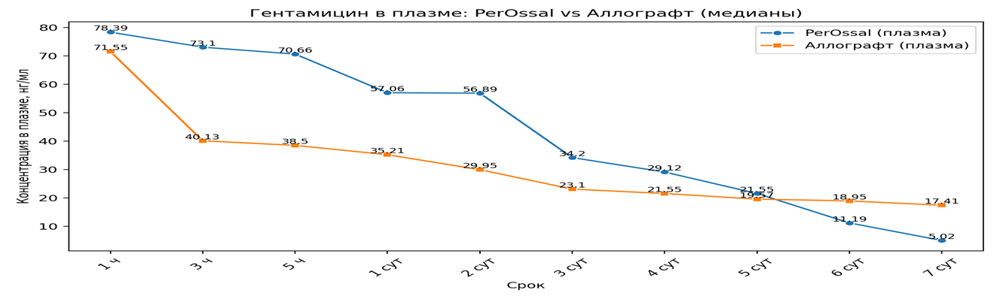 Гентамицин в плазме: PerOssal vs Аллографт (медианы)
PerOssal (плазма)
Аллографт (плазма)
Концентрация в плазме, нг/мл
80
70
60
50
40
30
20
10
78,39
73,1
70,66
57,06
56,89
34,2
29,12
21,55
11,19
5,02
71,55
40,13
38,5
35,21
29,95
23,1
21,55
19,57
18,95
17,41
1 ч
3 ч
5 ч
1 сут
2 сут
3 сут
4 сут
5 сут
6 сут
7 сут
Срок